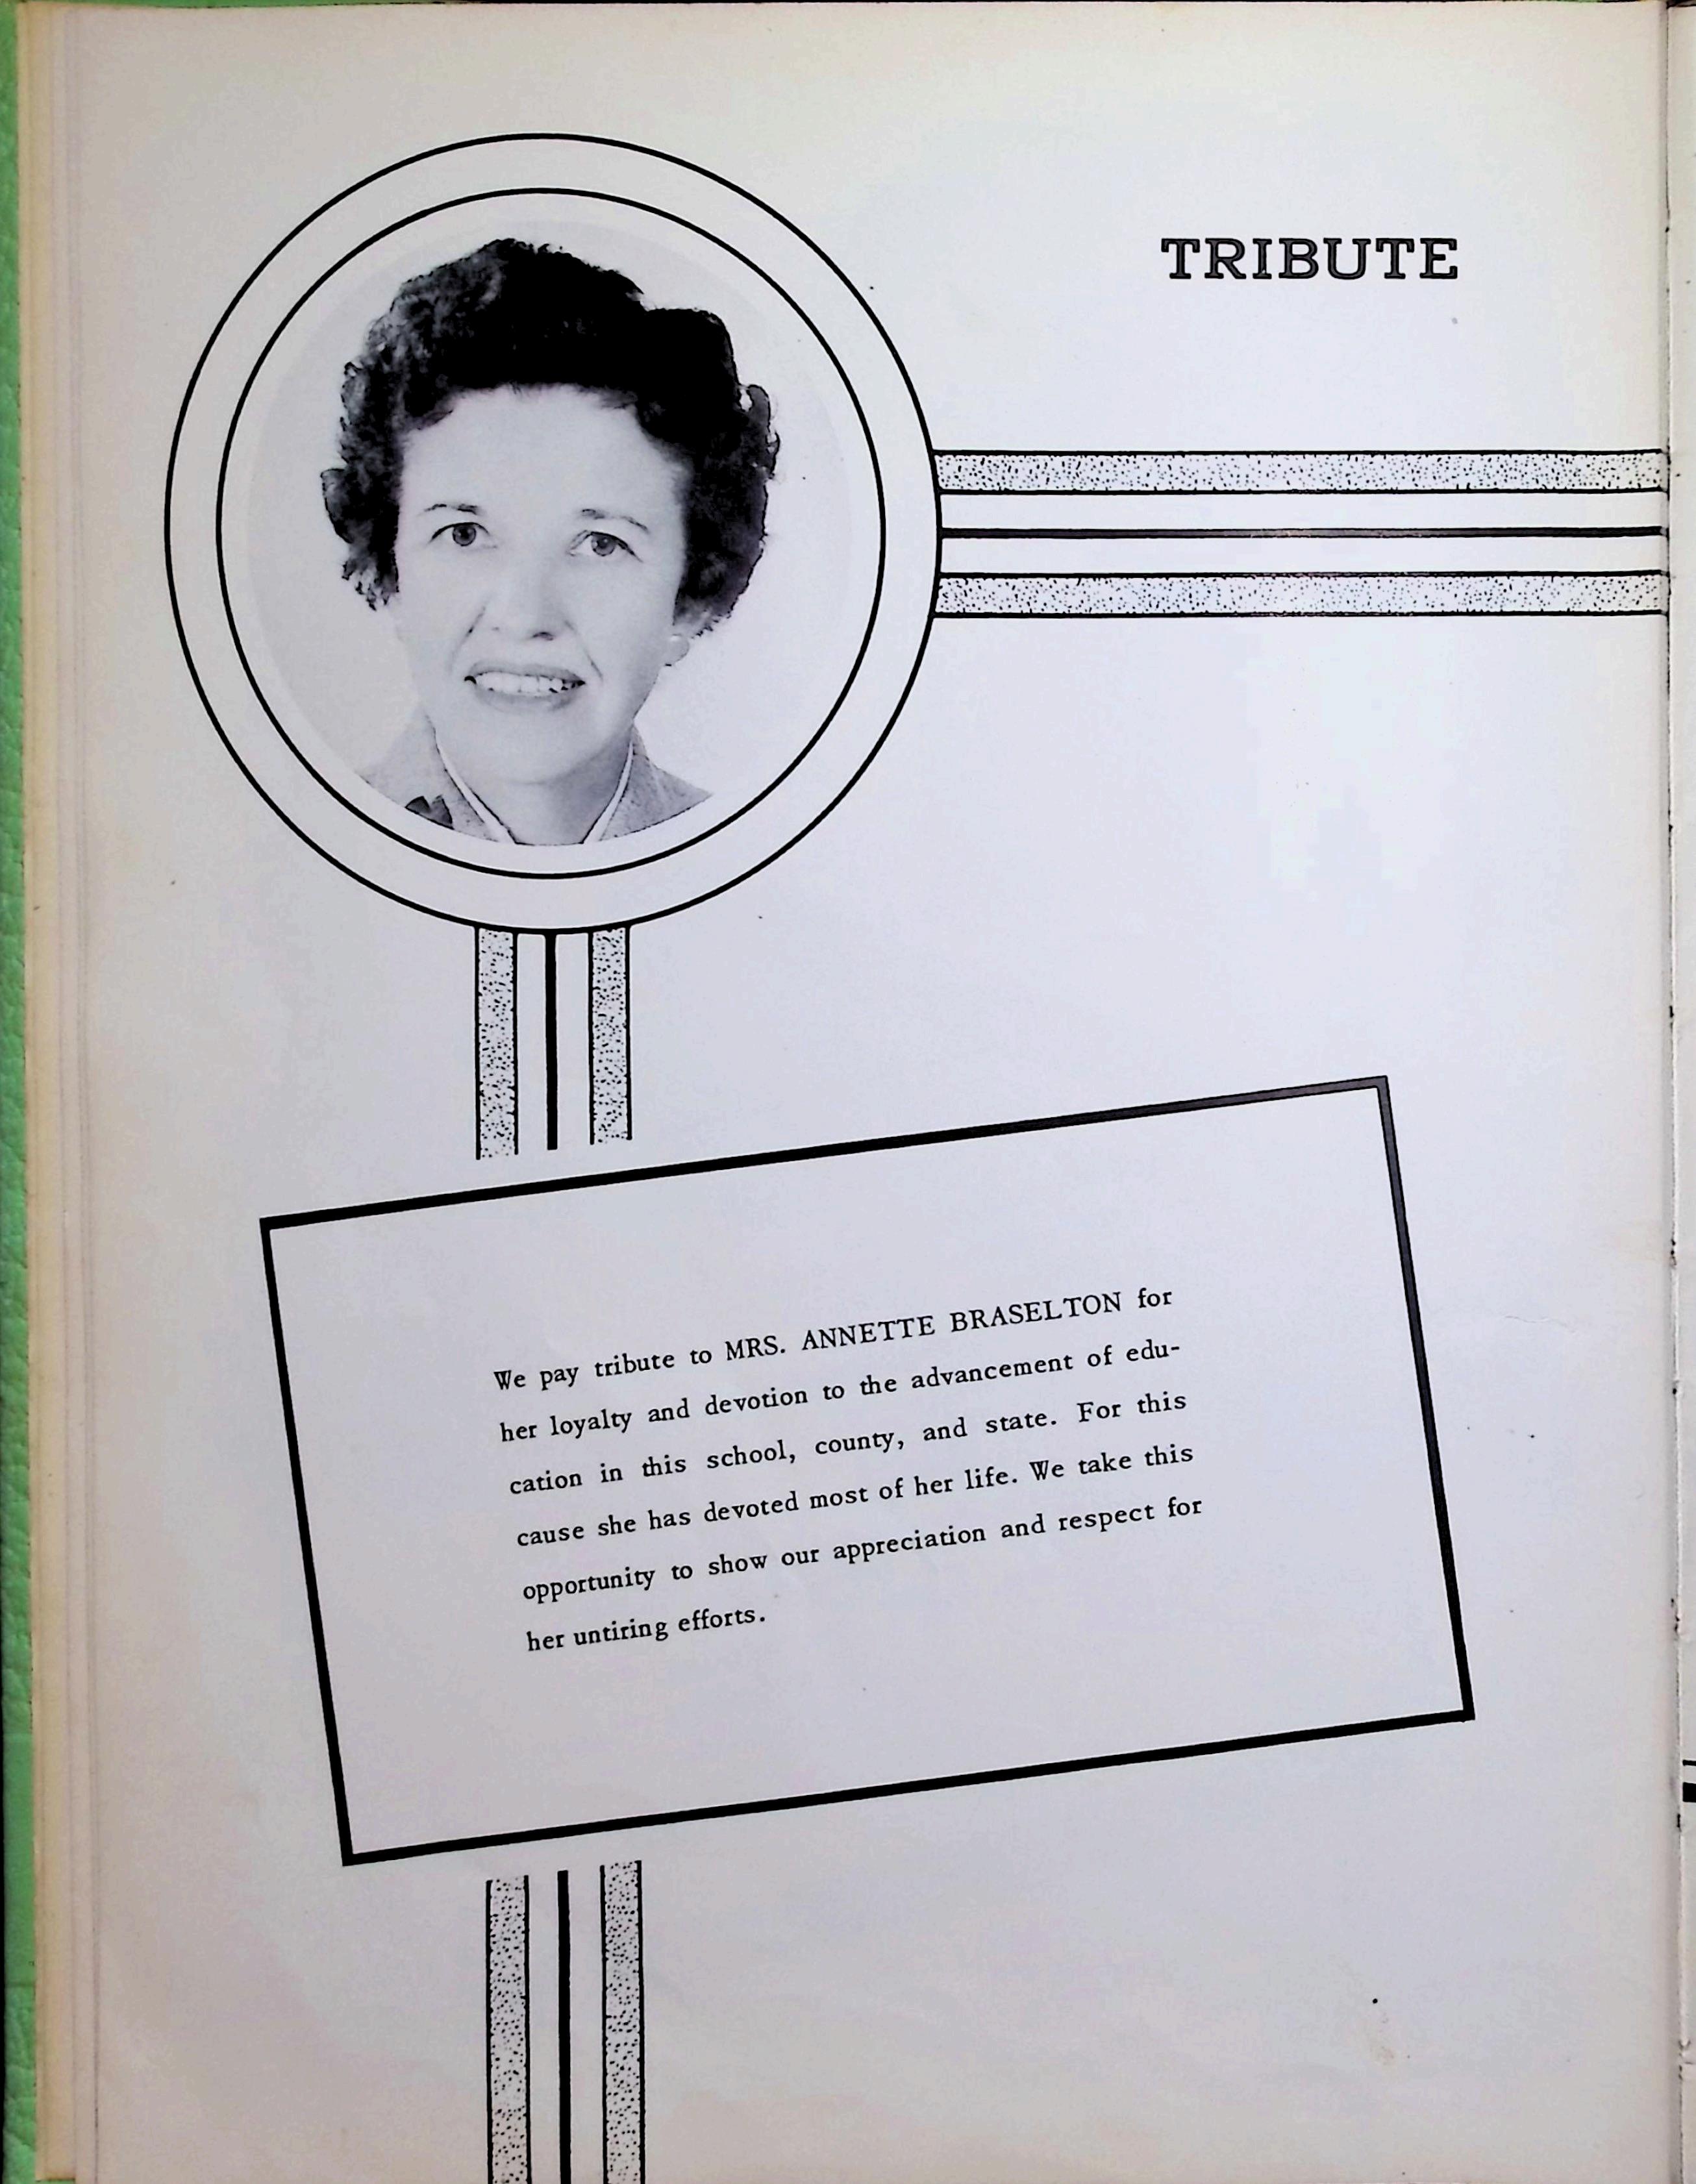 TRIBUTE
We pay tribute to MRS. ANNETTE BRASELTON for
her loyalty and devotion to the advancement of edu-
cation in this school, county, and state. For this
cause she has devoted most of her life. We take this
opportunity to show our appreciation and respect for
her untiring efforts.